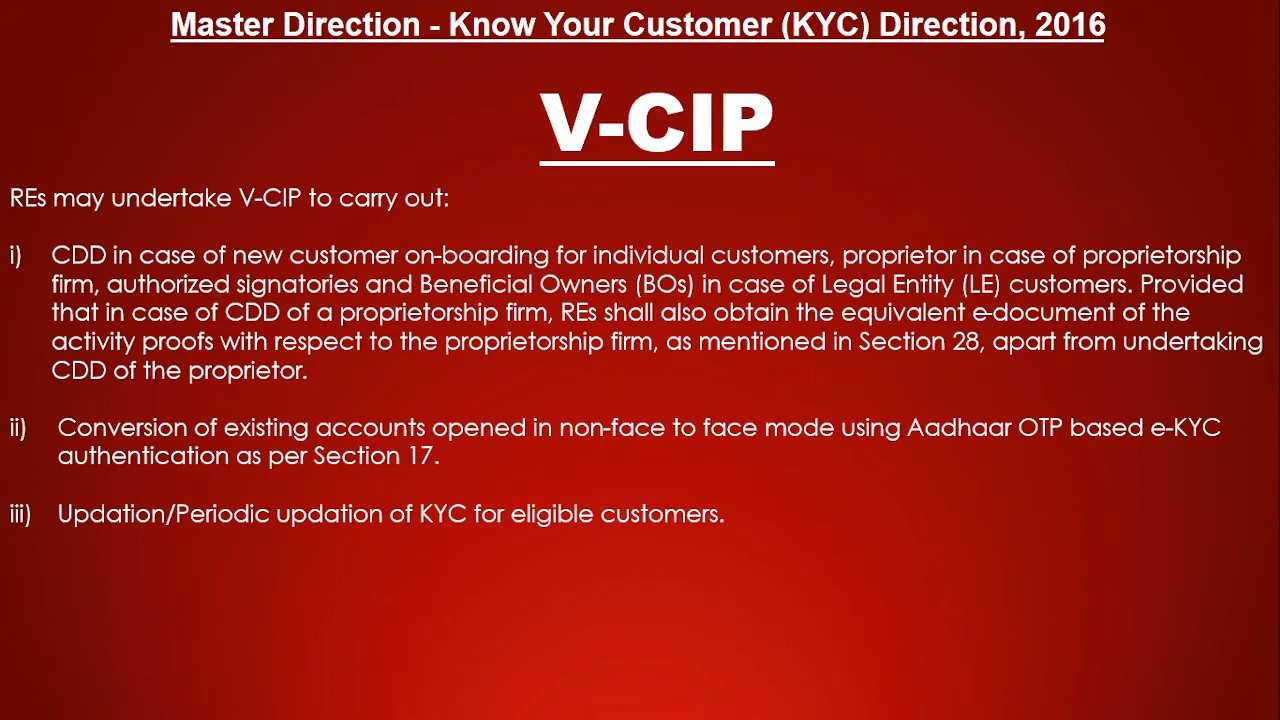 Master Direction - Know Your Customer (KYC) Direction, 2016
V-CIP
REs may undertake V-CIP to carry out:
i) CDD in case of new customer on-boarding for individual customers, proprietor in case of proprietorship
firm, authorized signatories and Beneficial Owners (BOs) in case of Legal Entity (LE) customers. Provided
that in case of CDD of a proprietorship firm, REs shall also obtain the equivalent e-document of the
activity proofs with respect to the proprietorship firm, as mentioned in Section 28, apart from undertaking
CDD of the proprietor.
ii) Conversion of existing accounts opened in non-face to face mode using Aadhaar OTP based e-KYC
authentication as per Section 17.
iii) Updation/Periodic updation of KYC for eligible customers.